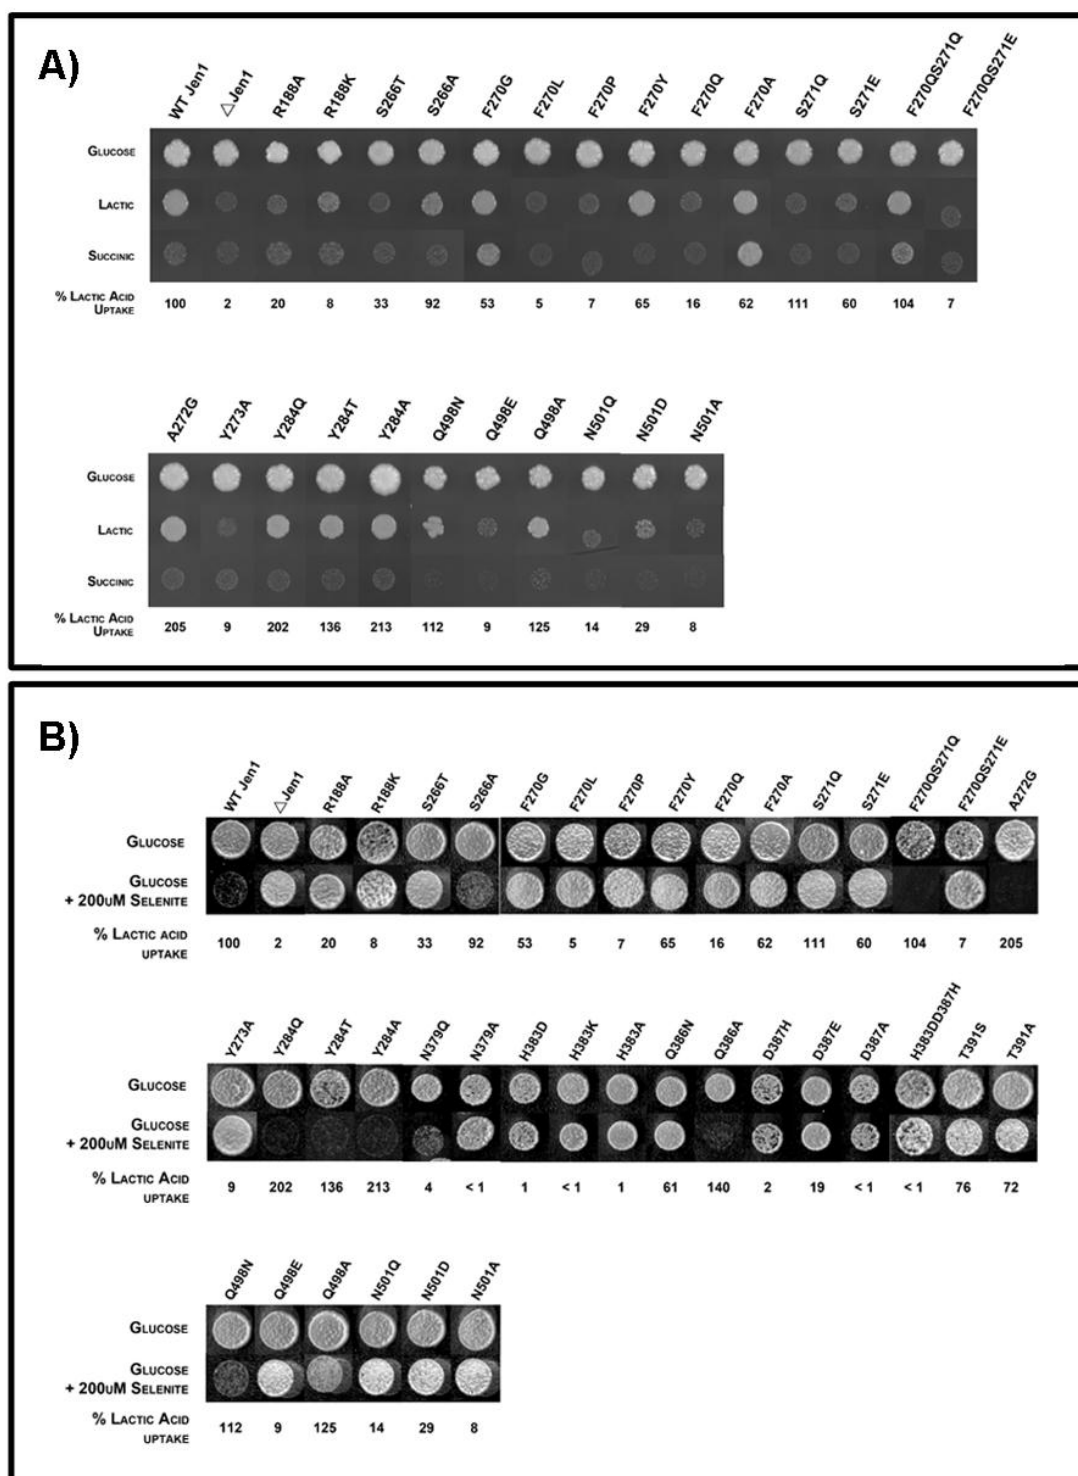 A)
WT Jen1 ▽Jen1 R188A R188K S266T S266A F270G F270L F270P F270Y F270Q F270A S271Q S271E F270QS271Q F270QS271E
GLUCOSE
LACTIC
SUCCINIC
% LACTIC ACID
UPTAKE
100 2 20 8 33 92 53 5 7 65 16 62 111 60 104 7
A272G Y273A Y284Q Y284T Y284A Q498N Q498E Q498A N501Q N501D N501A
GLUCOSE
LACTIC
SUCCINIC
% LACTIC ACID
UPTAKE
205 9 202 136 213 112 9 125 14 29 8
B)
WT Jen1 ▽Jen1 R188A R188K S266T S266A F270G F270L F270P F270Y F270Q F270A S271Q S271E F270QS271Q F270QS271E A272G
GLUCOSE
GLUCOSE
+ 200UM SELENITE
% LACTIC ACID
UPTAKE
100 2 20 8 33 92 53 5 7 65 16 62 111 60 104 7 205
Y273A Y284Q Y284T Y284A N379Q N379A H383D H383K H383A Q386N Q386A D387H D387E D387A H383DD387H T391S T391A
GLUCOSE
GLUCOSE
+ 200UM SELENITE
% LACTIC ACID
UPTAKE
9 202 136 213 4 < 1 1 < 1 1 61 140 2 19 < 1 < 1 76 72
Q498N Q498E Q498A N501Q N501D N501A
GLUCOSE
GLUCOSE
+ 200UM SELENITE
% LACTIC ACID
UPTAKE
112 9 125 14 29 8